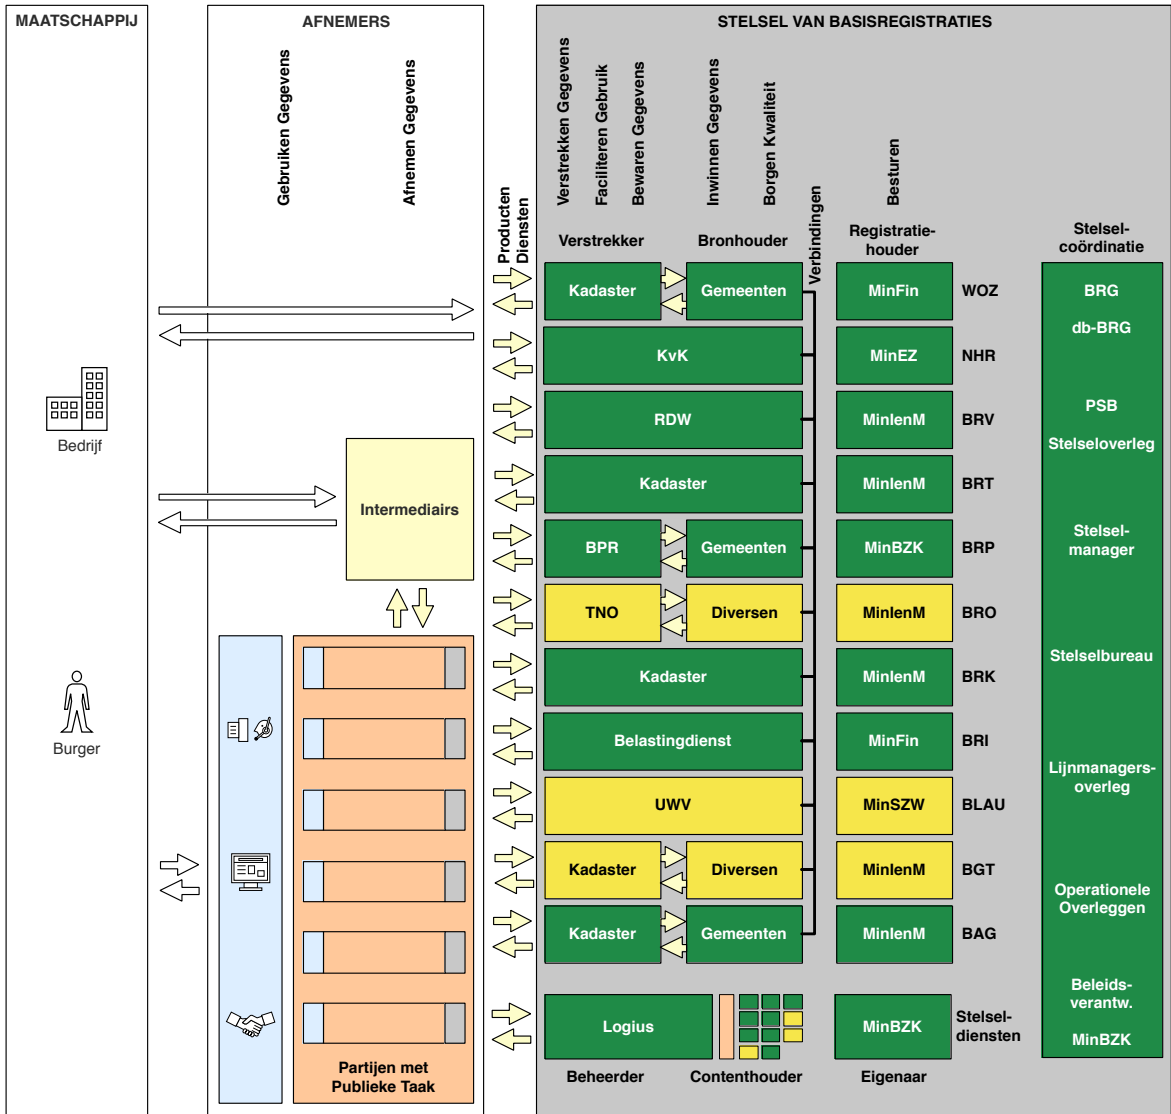 MAATSCHAPPIJ
AFNEMERS
STELSEL VAN BASISREGISTRATIES
Gebruiken Gegevens
Afnemen Gegevens
Producten
Diensten
Verstrekken Gegevens
Faciliteren Gebruik
Bewaren Gegevens
Inwinnen Gegevens
Borgen Kwaliteit
Verbindingen
Besturen
Verstrekker
Bronhouder
Registratie-
houder
Stelsel-
coördinatie
Kadaster
Gemeenten
MinFin
WOZ
KvK
MinEZ
NHR
RDW
MinIenM
BRV
Kadaster
MinIenM
BRT
BPR
Gemeenten
MinBZK
BRP
TNO
Diversen
MinIenM
BRO
Kadaster
MinIenM
BRK
Belastingdienst
MinFin
BRI
UWV
MinSZW
BLAU
Kadaster
Diversen
MinIenM
BGT
Kadaster
Gemeenten
MinIenM
BAG
Logius
MinBZK
Stelsel-
diensten
Beheerder
Contenthouder
Eigenaar
BRG
db-BRG
PSB
Stelseloverleg
Stelsel-
manager
Stelselbureau
Lijnmanagers-
overleg
Operationele
Overleggen
Beleids-
verantw.
MinBZK
Bedrijf
Burger
Intermediairs
Partijen met
Publieke Taak